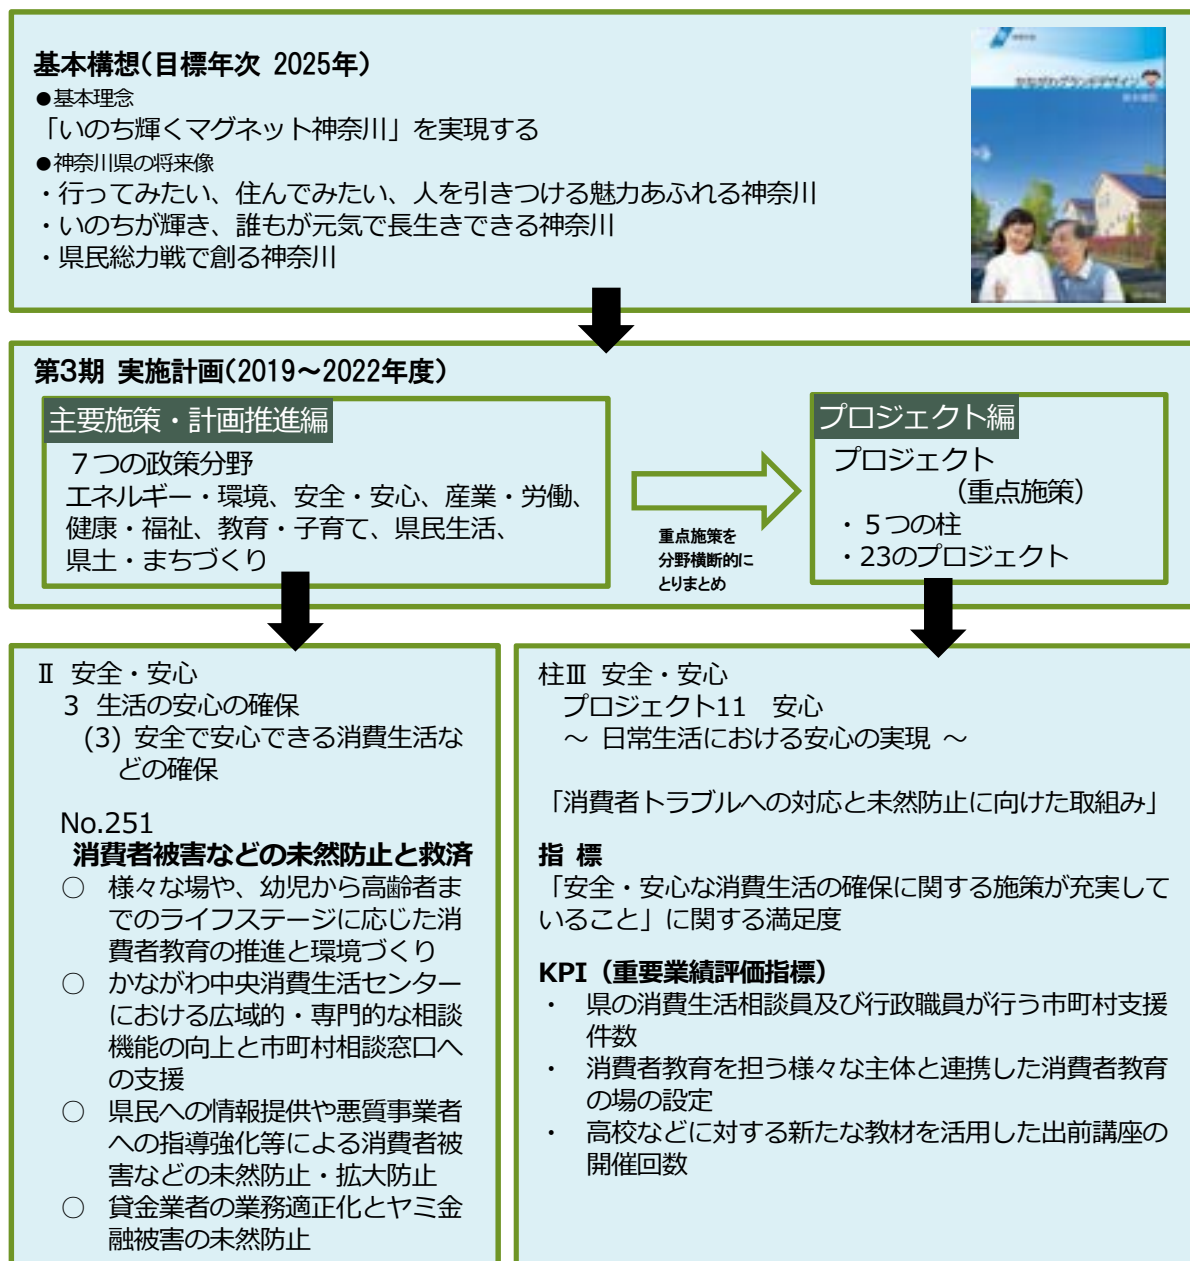 基本構想(目標年次 2025年)
●基本理念
「いのち輝くマグネット神奈川」を実現する
●神奈川県の将来像
・行ってみたい、住んでみたい、人を引きつける魅力あふれる神奈川
・いのちが輝き、誰もが元気で長生きできる神奈川
・県民総力戦で創る神奈川
かながわグランドデザイン
基本構想
第3期 実施計画(2019～2022年度)
主要施策・計画推進編
７つの政策分野
エネルギー・環境、安全・安心、産業・労働、
健康・福祉、教育・子育て、県民生活、
県土・まちづくり
重点施策を
分野横断的に
とりまとめ
プロジェクト編
プロジェクト
（重点施策）
・５つの柱
・23のプロジェクト
Ⅱ 安全・安心
3 生活の安心の確保
(3) 安全で安心できる消費生活な
どの確保
No.251
消費者被害などの未然防止と救済
○ 様々な場や、幼児から高齢者ま
でのライフステージに応じた消
費者教育の推進と環境づくり
○ かながわ中央消費生活センター
における広域的・専門的な相談
機能の向上と市町村相談窓口へ
の支援
○ 県民への情報提供や悪質事業者
への指導強化等による消費者被
害などの未然防止・拡大防止
○ 貸金業者の業務適正化とヤミ金
融被害の未然防止
柱Ⅲ 安全・安心
プロジェクト11　安心
～ 日常生活における安心の実現 ～
「消費者トラブルへの対応と未然防止に向けた取組み」
指 標
「安全・安心な消費生活の確保に関する施策が充実して
いること」に関する満足度
KPI（重要業績評価指標）
・ 県の消費生活相談員及び行政職員が行う市町村支援
件数
・ 消費者教育を担う様々な主体と連携した消費者教育
の場の設定
・ 高校などに対する新たな教材を活用した出前講座の
開催回数